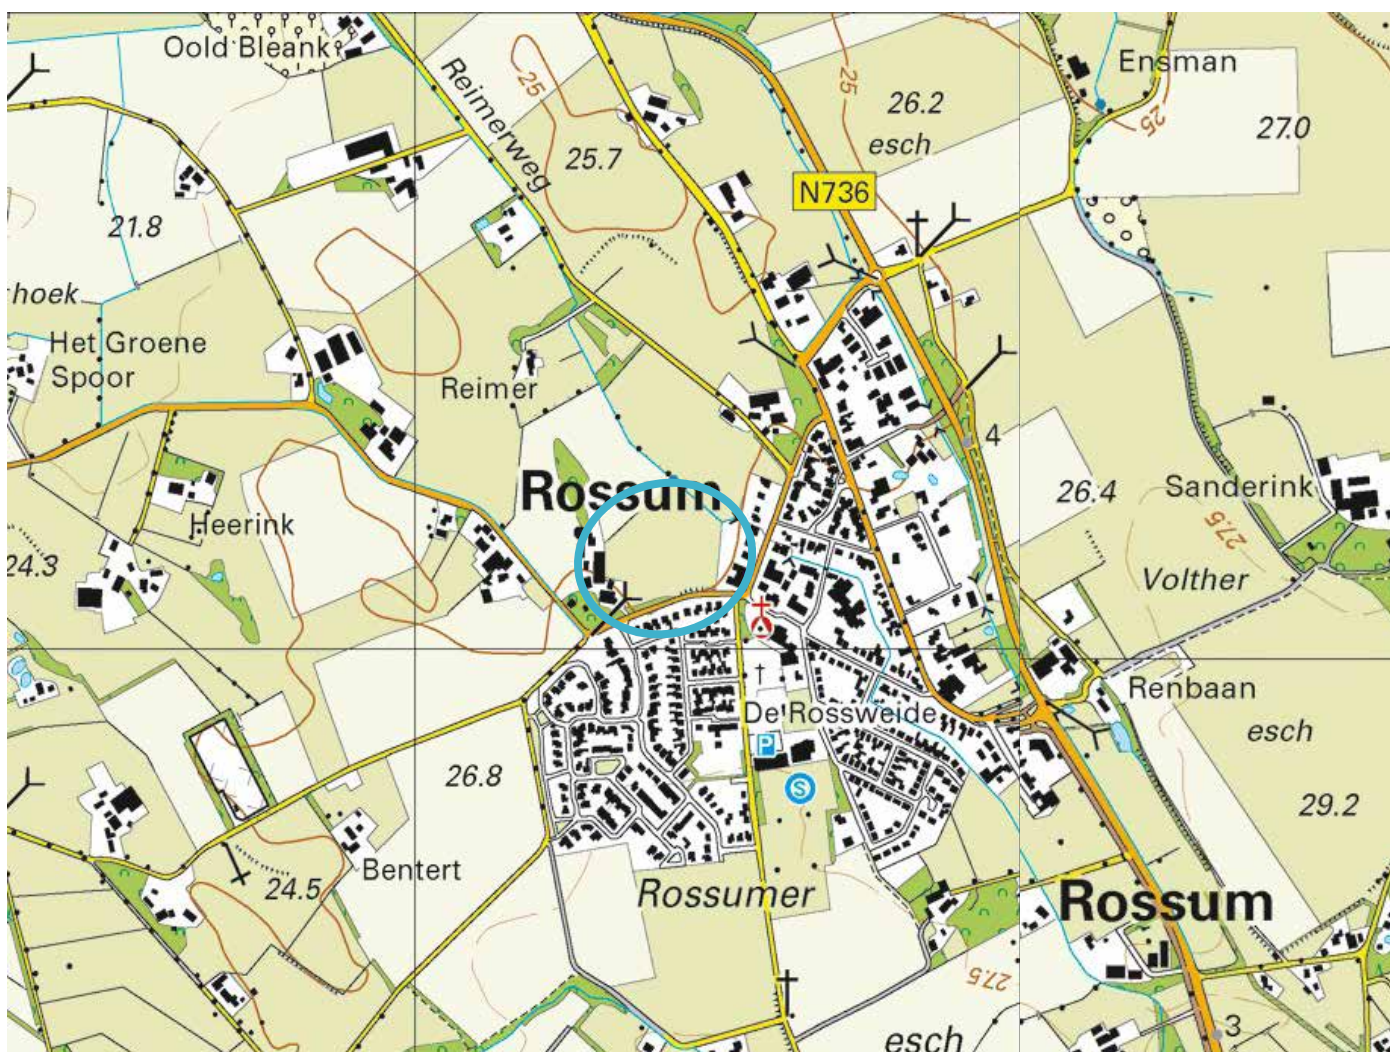 Oold Bleank
Reimerweg
25
25.7
25
26.2
esch
N736
Ensman
25
27.0
21.8
hoek
Het Groene
Spoor
Reimer
Rossum
4
26.4
Sanderink
27.5
Heerink
24.3
Volther
Renbaan
De Rossweide
esch
P
S
26.8
29.2
Bentert
24.5
Rossumer
Rossum
27.5
esch
3